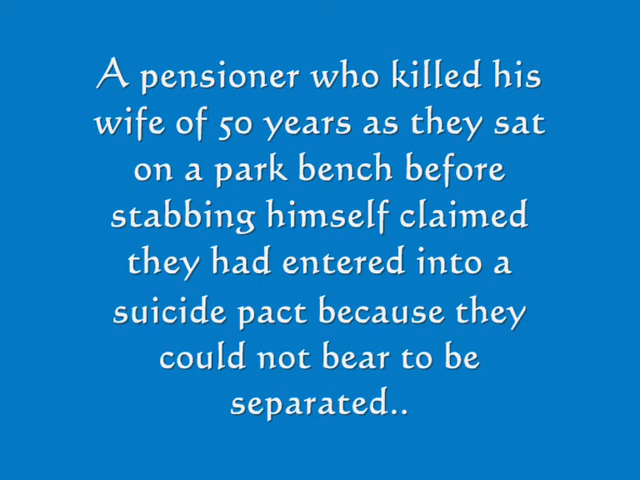 A pensioner who killed his
wife of 50 years as they sat
on a park bench before
stabbing himself claimed
they had entered into a
suicide pact because they
could not bear to be
separated..